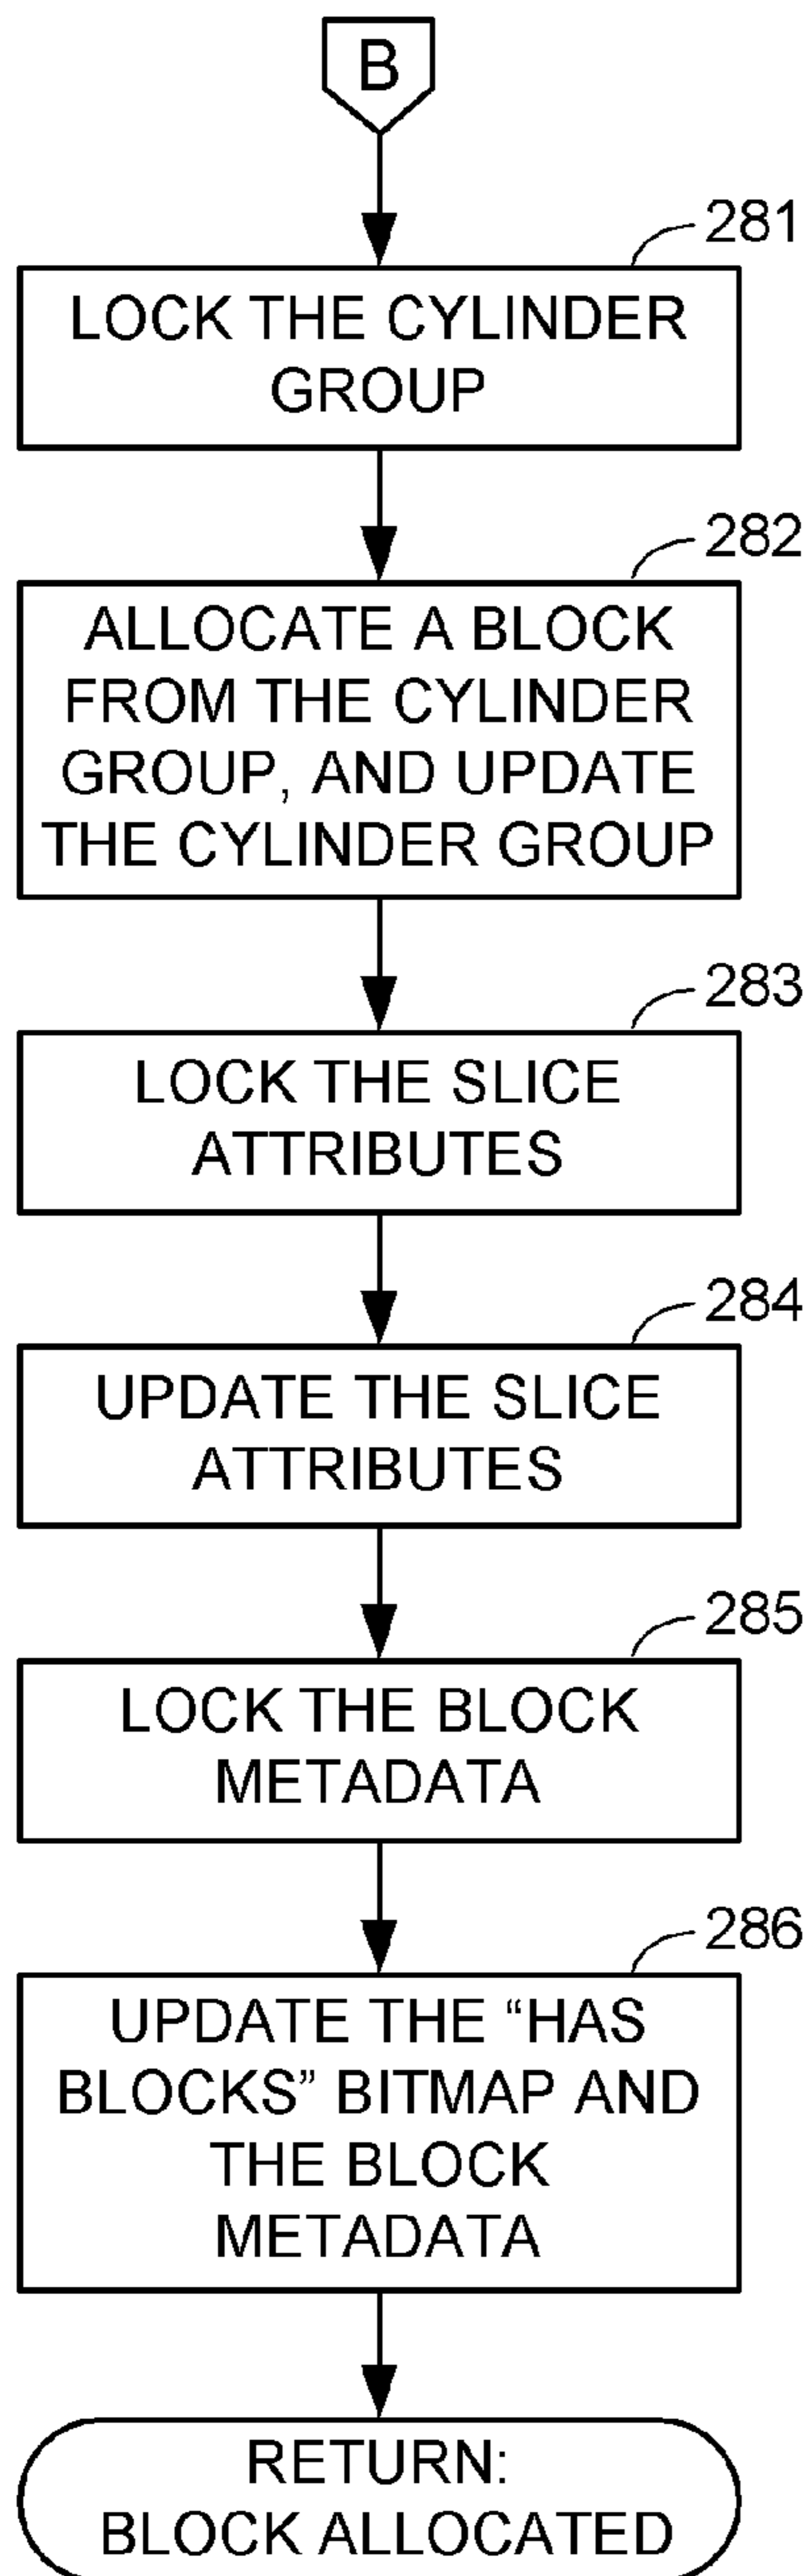 B
281
LOCK THE CYLINDER
GROUP
282
ALLOCATE A BLOCK
FROM THE CYLINDER
GROUP, AND UPDATE
THE CYLINDER GROUP
283
LOCK THE SLICE
ATTRIBUTES
284
UPDATE THE SLICE
ATTRIBUTES
285
LOCK THE BLOCK
METADATA
286
UPDATE THE “HAS
BLOCKS” BITMAP AND
THE BLOCK
METADATA
RETURN:
BLOCK ALLOCATED